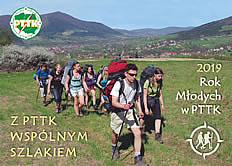 PTTK
2019
Rok
Młodych
w PTTK
Z PTTK
WSPÓLNYM
SZLAKIEM